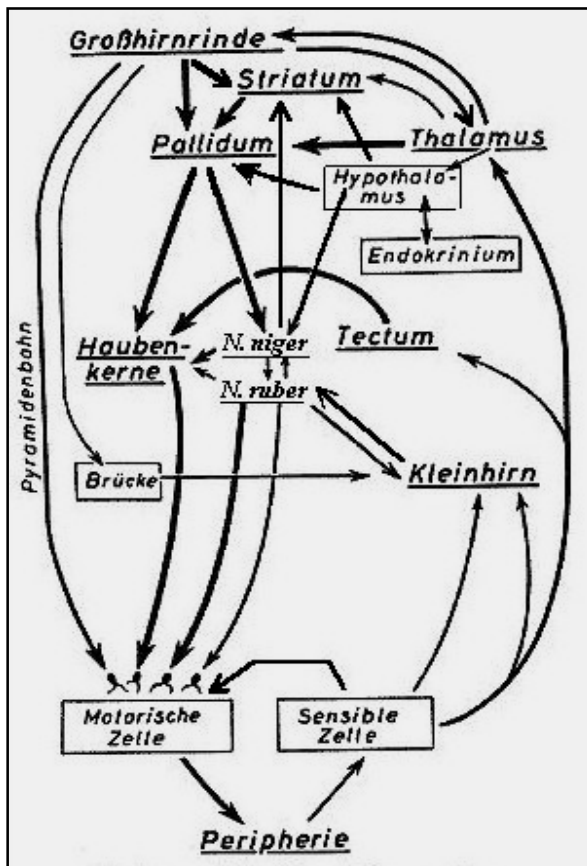 Großhirnrinde
Striatum
Pallidum
Thalamus
Hypothala-
mus
Endokrinium
Hauben-
kerne
N. niger
N. ruber
Tectum
Pyramidenbahn
Brücke
Kleinhirn
Motorische
Zelle
Sensible
Zelle
Peripherie